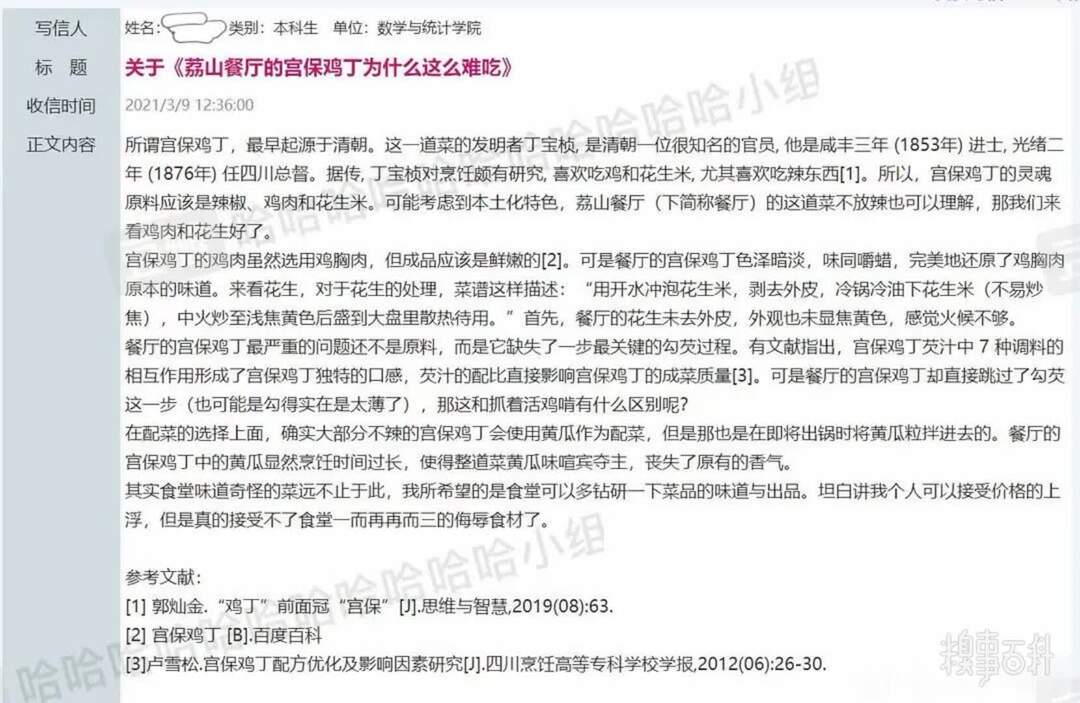 写信人 姓名： 类别：本科生 单位：数学与统计学院
标 题 关于《荔山餐厅的宫保鸡丁为什么这么难吃》
收信时间 2021/3/9 12:36:00
正文内容 所谓宫保鸡丁，最早起源于清朝。这一道菜的发明者丁宝桢, 是清朝一位很知名的官员, 他是咸丰三年 (1853年) 进士, 光绪二
年 (1876年) 任四川总督。据传, 丁宝桢对烹饪颇有研究, 喜欢吃鸡和花生米, 尤其喜欢吃辣东西[1]。所以，宫保鸡丁的灵魂
原料应该是辣椒、鸡肉和花生米。可能考虑到本土化特色，荔山餐厅（下简称餐厅）的这道菜不放辣也可以理解，那我们来
看鸡肉和花生好了。
宫保鸡丁的鸡肉虽然选用鸡胸肉，但成品应该是鲜嫩的[2]。可是餐厅的宫保鸡丁色泽暗淡，味同嚼蜡，完美地还原了鸡胸肉
原本的味道。来看花生，对于花生的处理，菜谱这样描述：“用开水冲泡花生米，剥去外皮，冷锅冷油下花生米（不易炒
焦），中火炒至浅焦黄色后盛到大盘里散热待用。”首先，餐厅的花生未去外皮，外观也未显焦黄色，感觉火候不够。
餐厅的宫保鸡丁最严重的问题还不是原料，而是它缺失了一步最关键的勾芡过程。有文献指出，宫保鸡丁芡汁中 7 种调料的
相互作用形成了宫保鸡丁独特的口感，芡汁的配比直接影响宫保鸡丁的成菜质量[3]。可是餐厅的宫保鸡丁却直接跳过了勾芡
这一步（也可能是勾得实在是太薄了），那这和抓着活鸡啃有什么区别呢?
在配菜的选择上面，确实大部分不辣的宫保鸡丁会使用黄瓜作为配菜，但是那也是在即将出锅时将黄瓜粒拌进去的。餐厅的
宫保鸡丁中的黄瓜显然烹饪时间过长，使得整道菜黄瓜味喧宾夺主，丧失了原有的香气。
其实食堂味道奇怪的菜远不止于此，我所希望的是食堂可以多钻研一下菜品的味道与出品。坦白讲我个人可以接受价格的上
浮，但是真的接受不了食堂一而再再而三的侮辱食材了。
参考文献：
[1] 郭灿金.“鸡丁”前面冠“宫保”[J].思维与智慧,2019(08):63.
[2] 宫保鸡丁 [B].百度百科
[3]卢雪松.宫保鸡丁配方优化及影响因素研究[J].四川烹饪高等专科学校学报,2012(06):26-30.
哈哈哈哈哈哈哈哈小组
哈哈哈哈哈哈哈哈小组
糗事百科